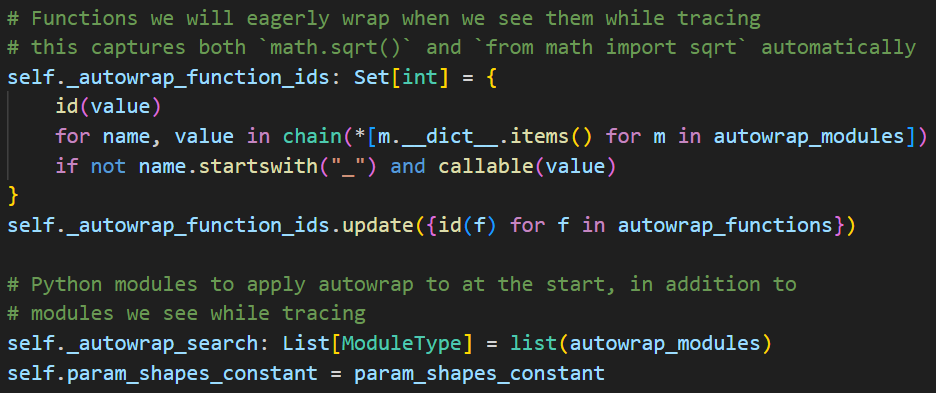 # Functions we will eagerly wrap when we see them while tracing
# this captures both `math.sqrt()` and `from math import sqrt` automatically
self._autowrap_function_ids: Set[int] = {
    id(value)
    for name, value in chain(*[m.__dict__.items() for m in autowrap_modules])
    if not name.startswith("_") and callable(value)
}
self._autowrap_function_ids.update({id(f) for f in autowrap_functions})

# Python modules to apply autowrap to at the start, in addition to
# modules we see while tracing
self._autowrap_search: List[ModuleType] = list(autowrap_modules)
self.param_shapes_constant = param_shapes_constant